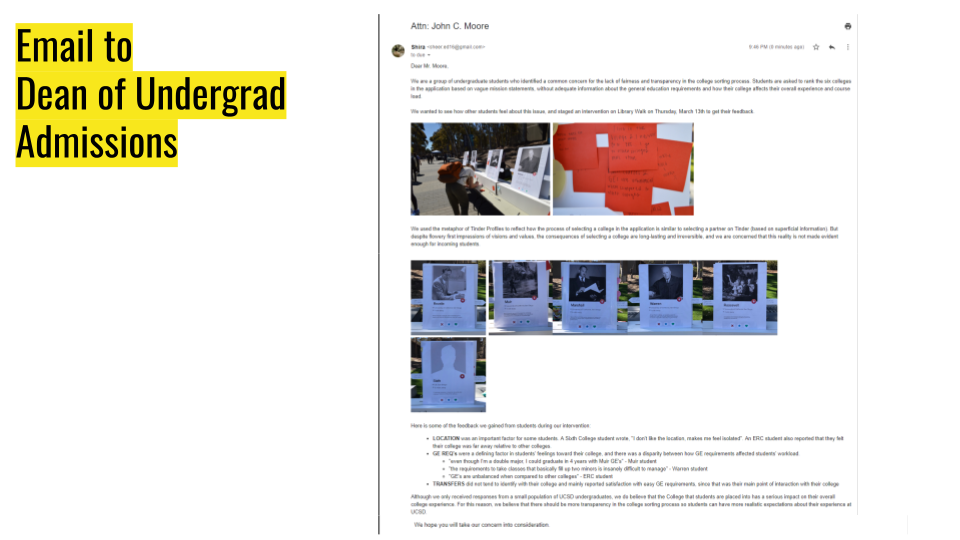 Email to
Dean of Undergrad
Admissions
Attn: John C. Moore
Shira
to doe
9:46 PM (0 minutes ago)
Dear Mr. Moore,
We are a group of undergraduate students who identified a common concern for the lack of fairness and transparency in the college sorting process. Students are asked to rank the six colleges
in the application based on vague mission statements, without adequate information about the general education requirements and how their college affects their overall experience and course
load.
We wanted to see how other students feel about this issue, and staged an intervention on Library Walk on Thursday, March 13th to get their feedback.
We used the metaphor of Tinder Profiles to reflect how the process of selecting a college in the application is similar to selecting a partner on Tinder (based on superficial information). But
despite flowery first impressions of visions and values, the consequences of selecting a college are long-lasting and irreversible, and we are concerned that this reality is not made evident
enough for incoming students.
Marshall
Warren
Roosevelt
Here is some of the feedback we gained from students during our intervention:
• LOCATION was an important factor for some students. A Sixth College student wrote, "I don't like the location, makes me feel isolated". An ERC student also reported that they felt
their college was far away relative to other colleges.
• GE REQ's were a defining factor in students' feelings toward their college, and there was a disparity between how GE requirements affected students' workload.
"even though I'm a double major, I could graduate in 4 years with Muir GE's" - Muir student
"the requirements to take classes that basically fill up two minors is insanely difficult to manage" - Warren student
"GE's are unbalanced when compared to other colleges" - ERC student
• TRANSFERS did not tend to identify with their college and mainly reported satisfaction with easy GE requirements, since that was their main point of interaction with their college
Although we only received responses from a small population of UCSD undergraduates, we do believe that the College that students are placed into has a serious impact on their overall
college experience. For this reason, we believe that there should be more transparency in the college sorting process so students can have more realistic expectations about their experience at
UCSD.
We hope you will take our concern into consideration.